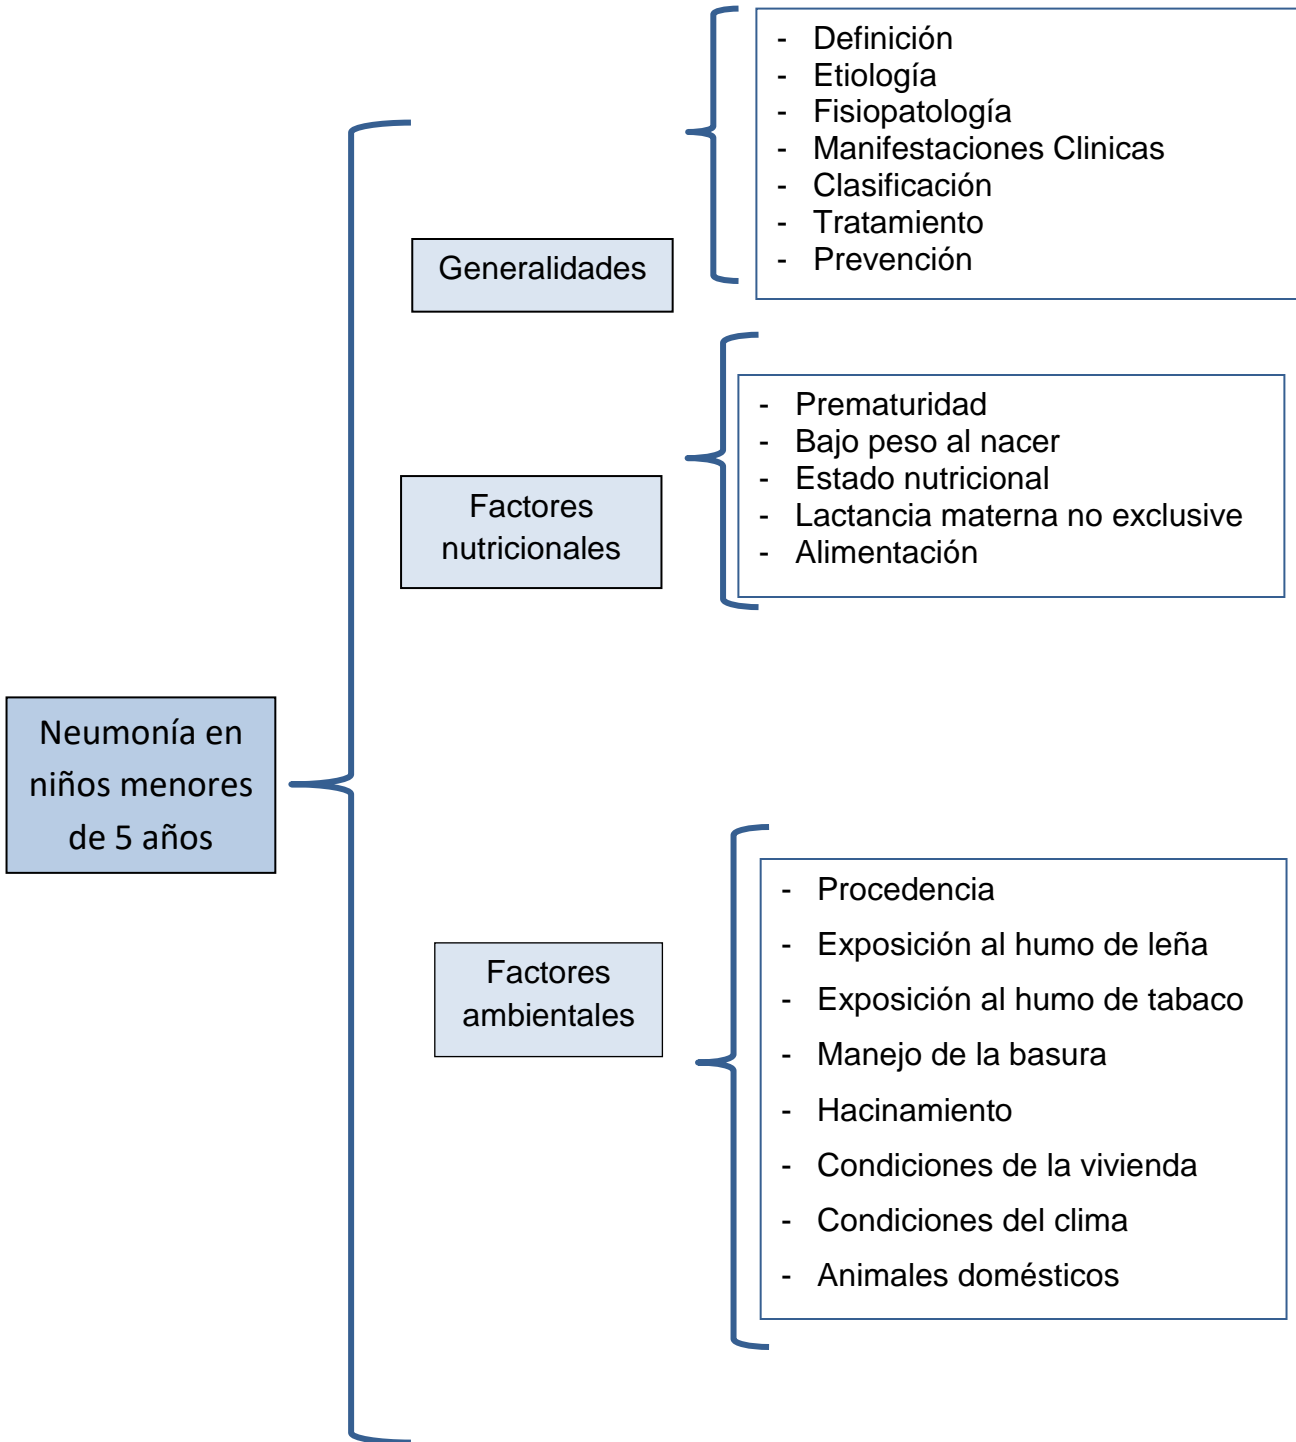 Neumonía en
niños menores
de 5 años
Generalidades
- Definición
- Etiología
- Fisiopatología
- Manifestaciones Clinicas
- Clasificación
- Tratamiento
- Prevención
Factores
nutricionales
- Prematuridad
- Bajo peso al nacer
- Estado nutricional
- Lactancia materna no exclusive
- Alimentación
Factores
ambientales
- Procedencia
- Exposición al humo de leña
- Exposición al humo de tabaco
- Manejo de la basura
- Hacinamiento
- Condiciones de la vivienda
- Condiciones del clima
- Animales domésticos